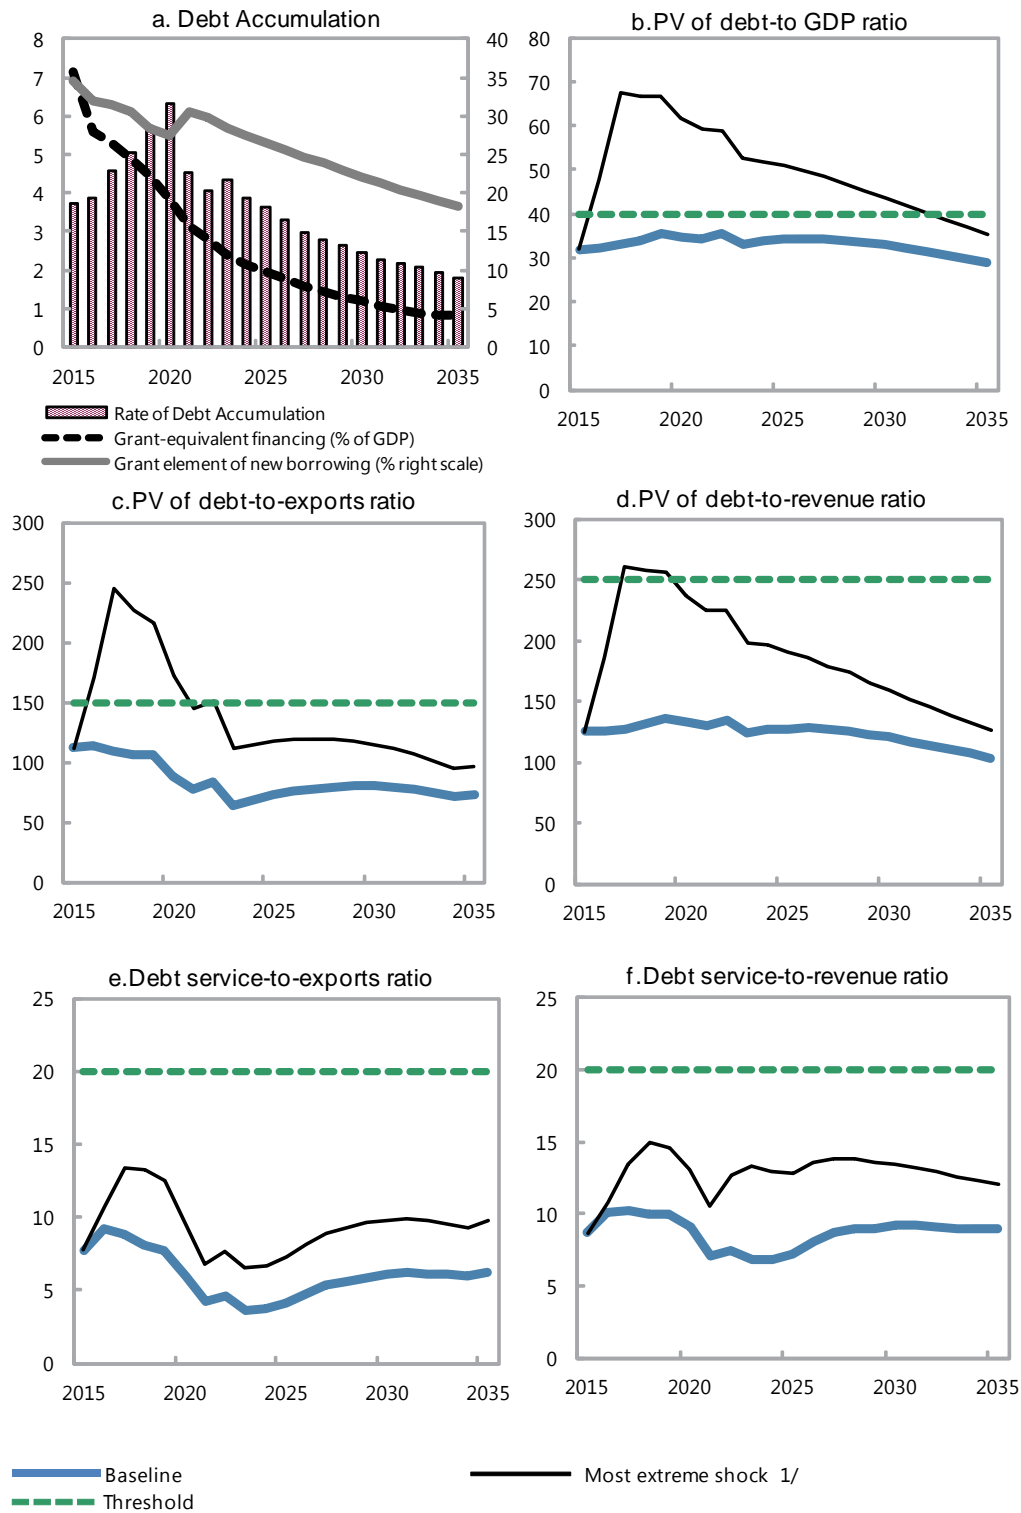 a. Debt Accumulation
8
7
6
5
4
3
2
1
0
40
35
30
25
20
15
10
5
0
2015 2020 2025 2030 2035
Rate of Debt Accumulation
Grant-equivalent financing (% of GDP)
Grant element of new borrowing (% right scale)
b.PV of debt-to GDP ratio
80
70
60
50
40
30
20
10
0
2015 2020 2025 2030 2035
c.PV of debt-to-exports ratio
300
250
200
150
100
50
0
2015 2020 2025 2030 2035
d.PV of debt-to-revenue ratio
300
250
200
150
100
50
0
2015 2020 2025 2030 2035
e.Debt service-to-exports ratio
25
20
15
10
5
0
2015 2020 2025 2030 2035
f.Debt service-to-revenue ratio
25
20
15
10
5
0
2015 2020 2025 2030 2035
Baseline
Most extreme shock 1/
Threshold